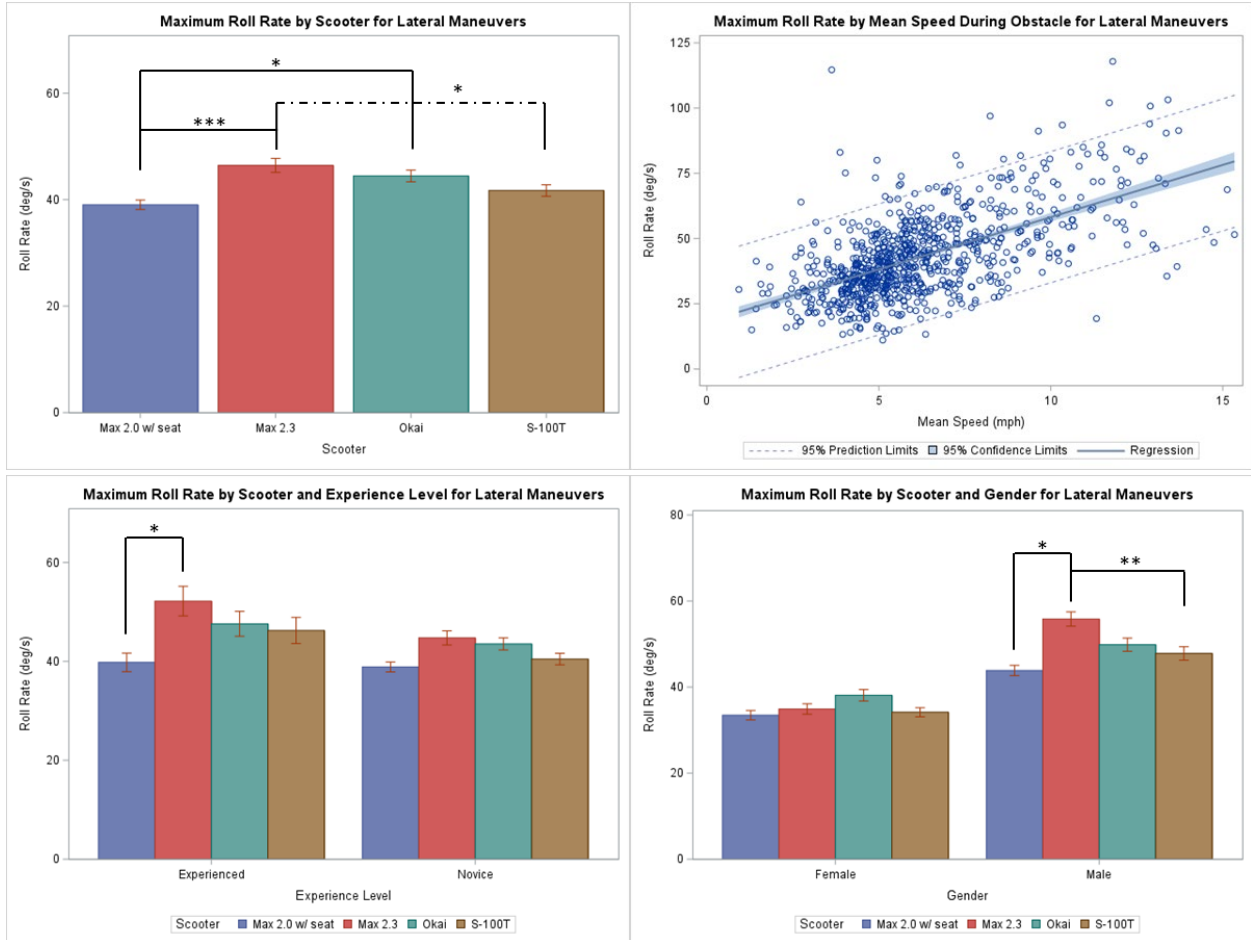 Maximum Roll Rate by Scooter for Lateral Maneuvers
*
*
***
60
40
20
0
Roll Rate (deg/s)
Max 2.0 w/ seat Max 2.3 Okai S-100T
Scooter
Maximum Roll Rate by Mean Speed During Obstacle for Lateral Maneuvers
125
100
75
50
25
0
Roll Rate (deg/s)
0 5 10 15
Mean Speed (mph)
95% Prediction Limits 95% Confidence Limits Regression
Maximum Roll Rate by Scooter and Experience Level for Lateral Maneuvers
*
60
40
20
0
Roll Rate (deg/s)
Experienced Novice
Experience Level
Scooter Max 2.0 w/ seat Max 2.3 Okai S-100T
Maximum Roll Rate by Scooter and Gender for Lateral Maneuvers
80
*
**
60
40
20
0
Roll Rate (deg/s)
Female Male
Gender
Scooter Max 2.0 w/ seat Max 2.3 Okai S-100T